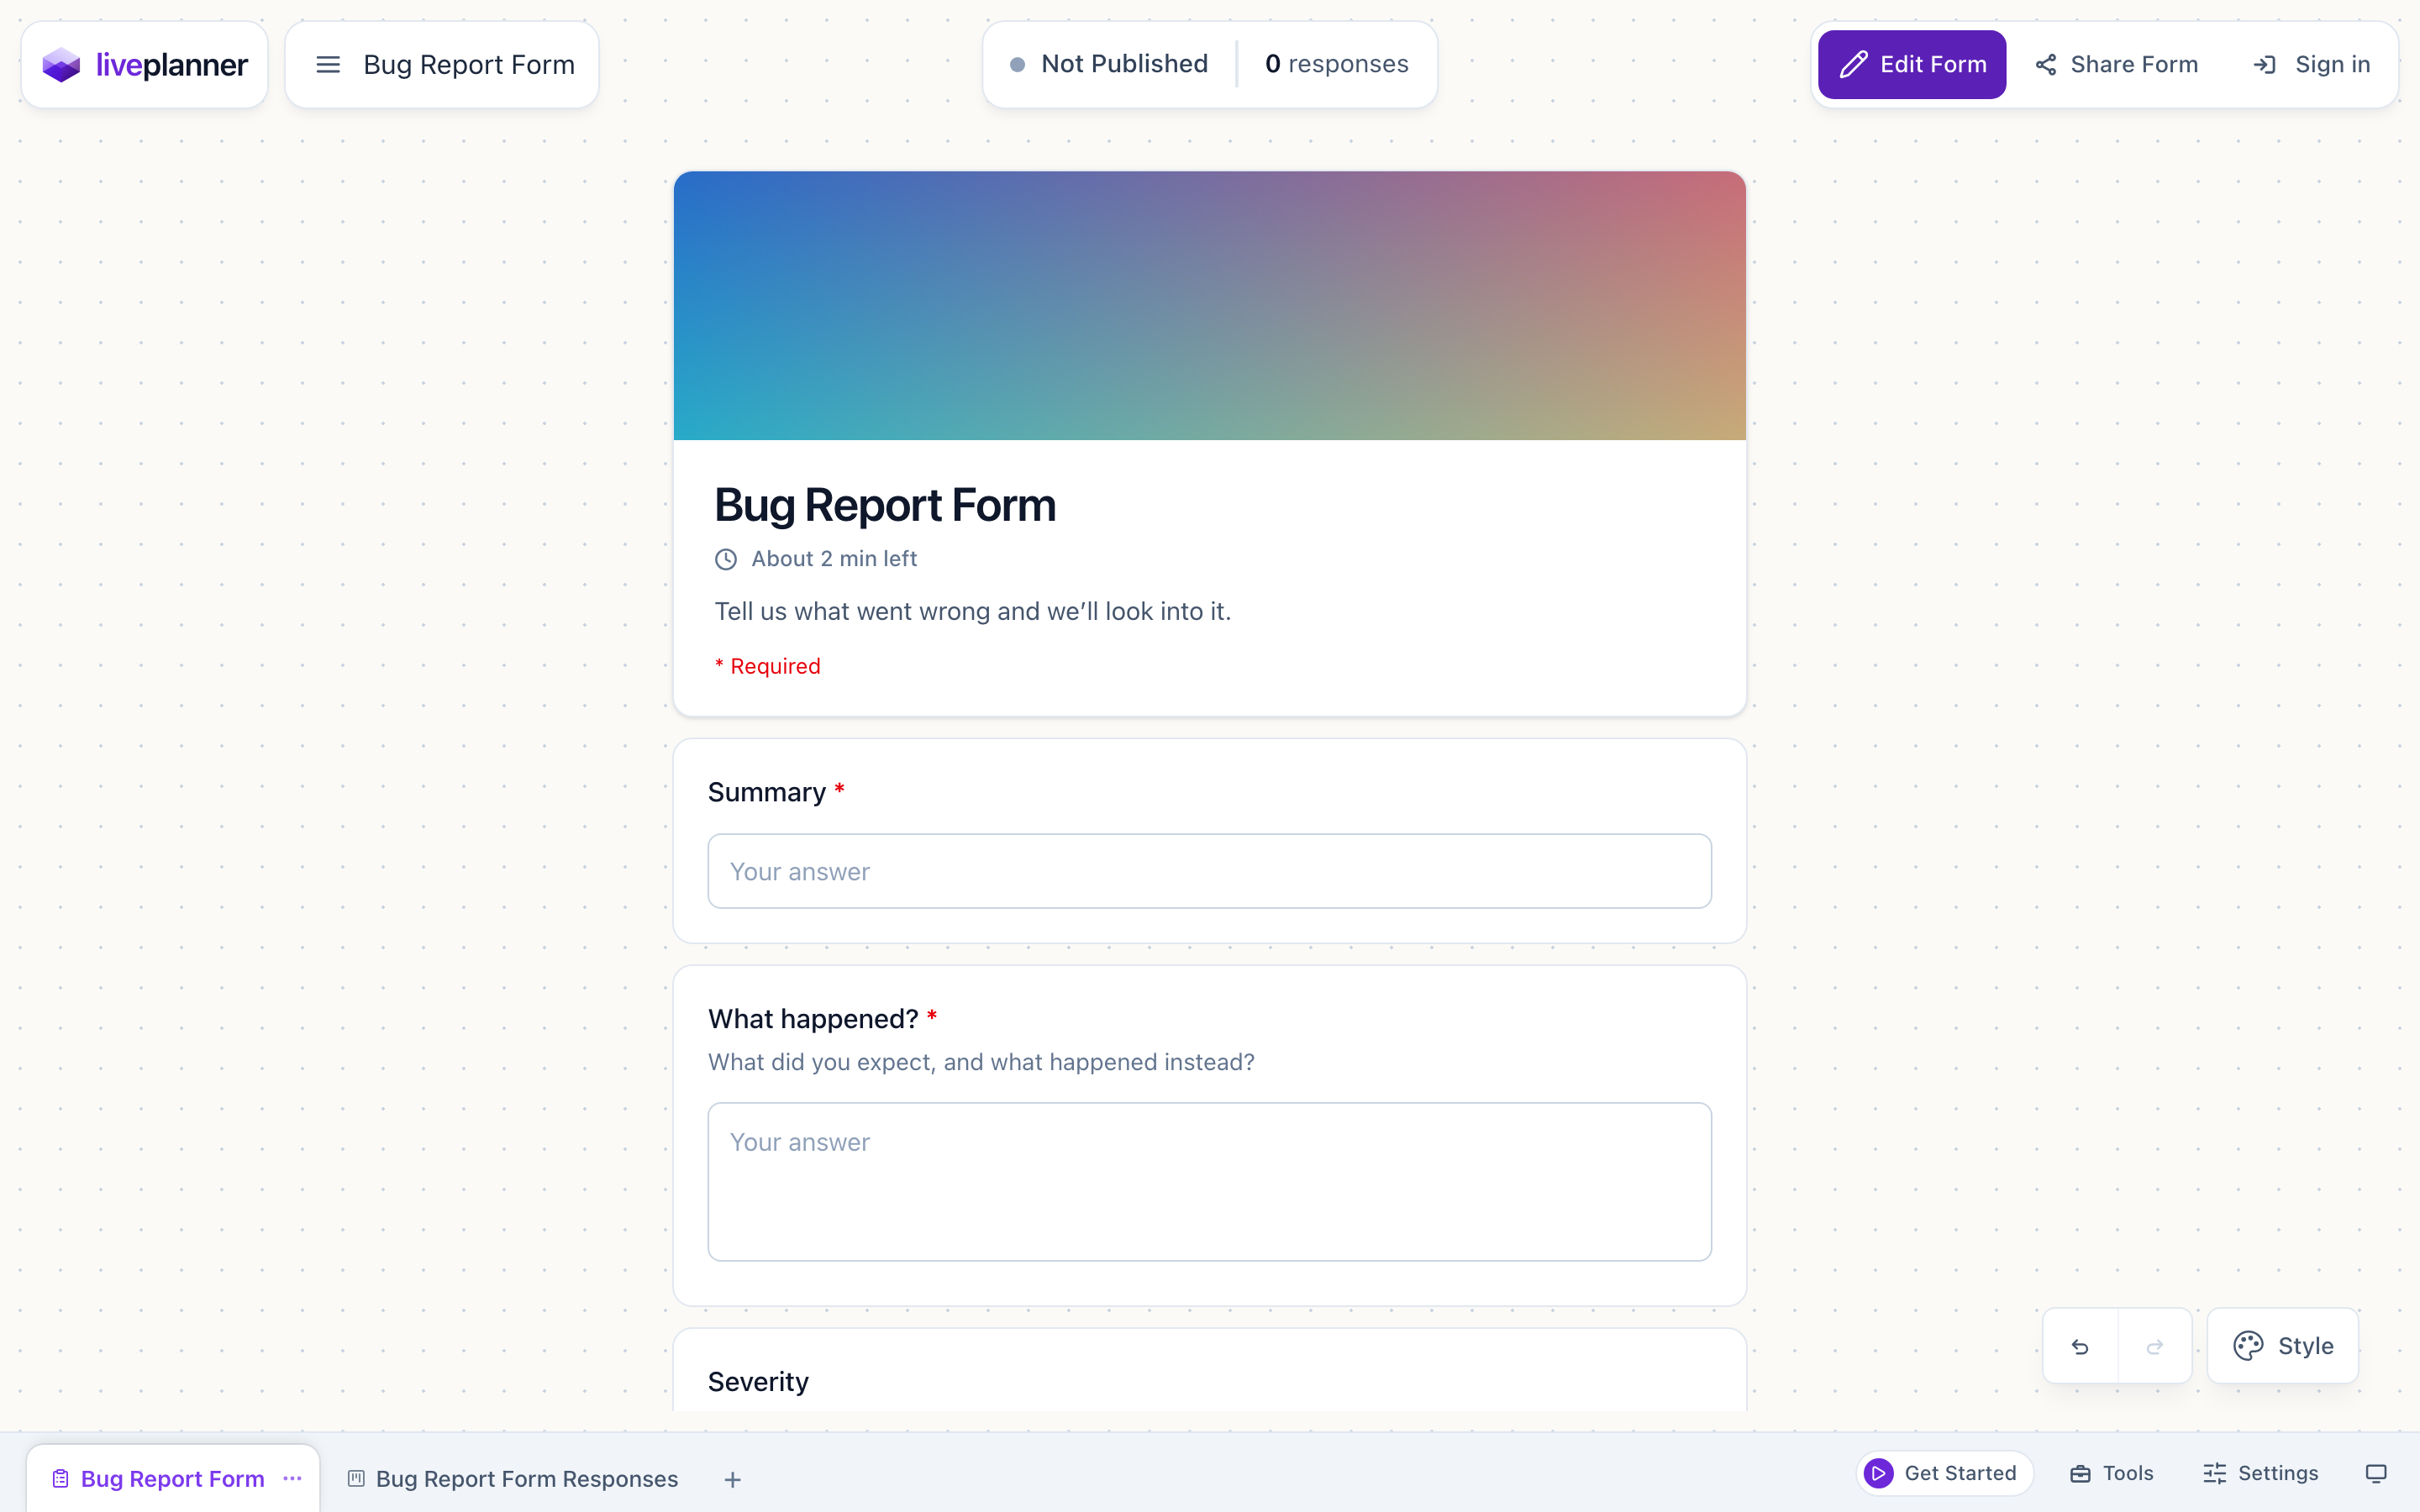 liveplanner
Bug Report Form
Not Published
0 responses
Edit Form
Share Form
Sign in
Bug Report Form
About 2 min left
Tell us what went wrong and we’ll look into it.
* Required
Summary *
Your answer
What happened? *
What did you expect, and what happened instead?
Your answer
Severity
Style
Bug Report Form
Bug Report Form Responses
Get Started
Tools
Settings